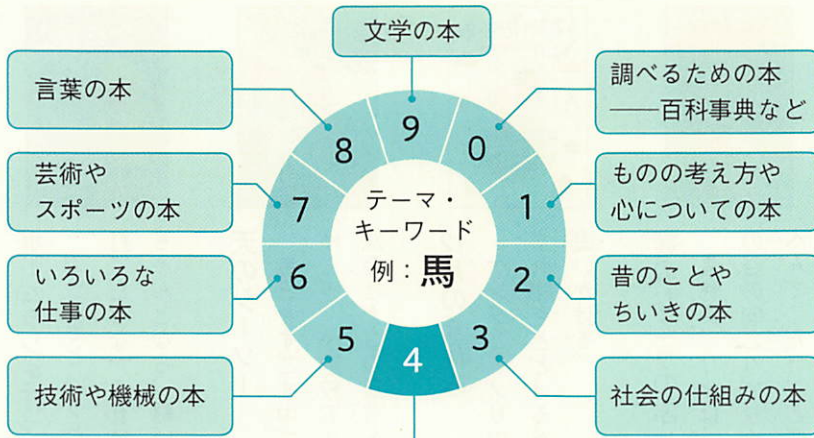 文学の本
調べるための本
──百科事典など
ものの考え方や
心についての本
昔のことや
ちいきの本
社会の仕組みの本
技術や機械の本
いろいろな
仕事の本
芸術や
スポーツの本
言葉の本
9
0
1
2
3
4
5
6
7
8
テーマ・
キーワード
例：馬